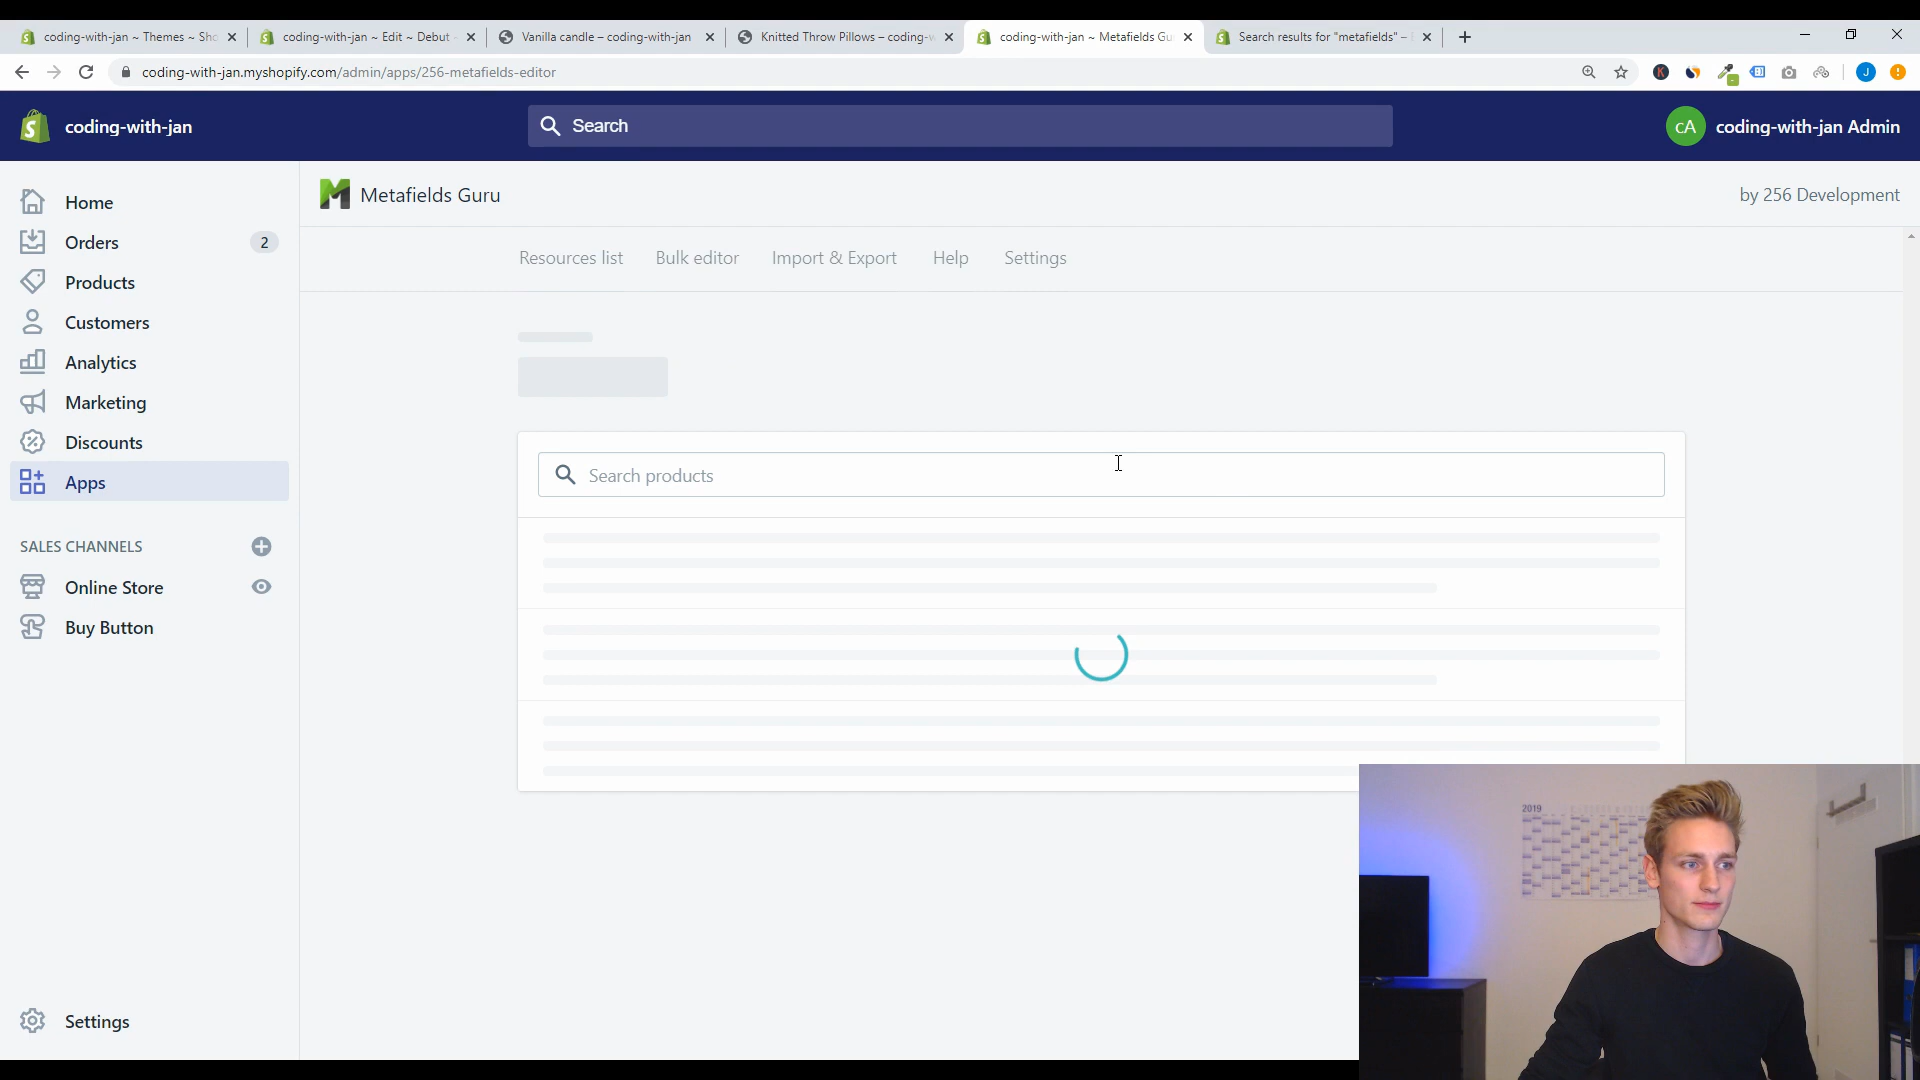 coding-with-jan ~ Themes ~ Sho
coding-with-jan ~ Edit ~ Debut
Vanilla candle – coding-with-jan
Knitted Throw Pillows – coding-w
coding-with-jan ~ Metafields Gu
Search results for "metafields" –
coding-with-jan.myshopify.com/admin/apps/256-metafields-editor
K
J
coding-with-jan
Search
cA
coding-with-jan Admin
Home
Orders
2
Products
Customers
Analytics
Marketing
Discounts
Apps
SALES CHANNELS
Online Store
Buy Button
Settings
Metafields Guru
by 256 Development
Resources list
Bulk editor
Import & Export
Help
Settings
Search products
2019